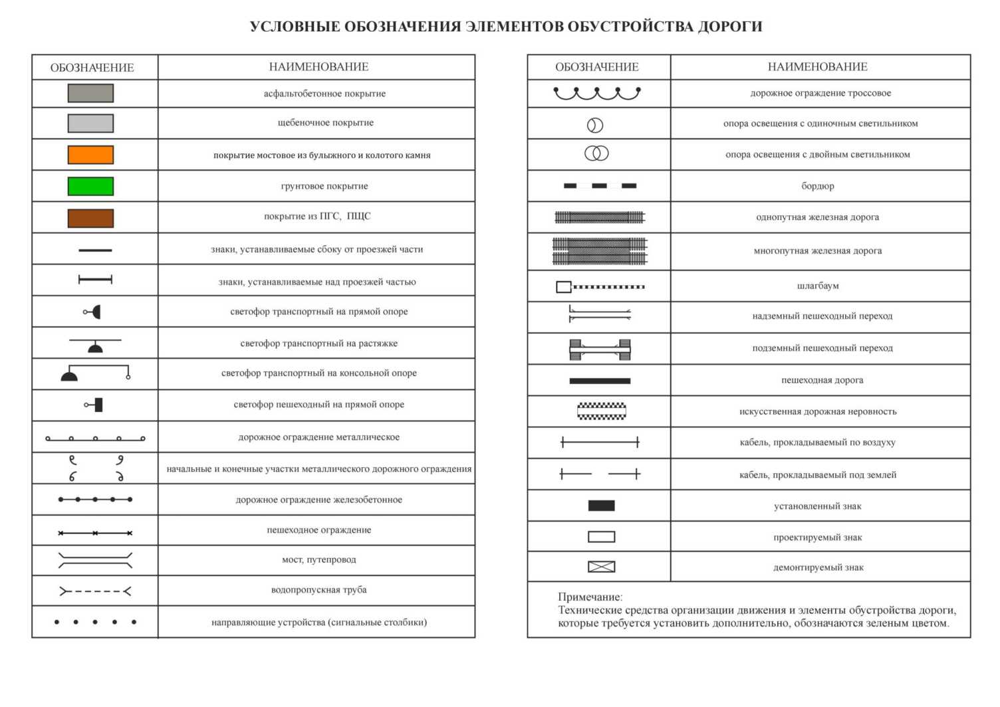 УСЛОВНЫЕ ОБОЗНАЧЕНИЯ ЭЛЕМЕНТОВ ОБУСТРОЙСТВА ДОРОГИ
ОБОЗНАЧЕНИЕ НАИМЕНОВАНИЕ
асфальтобетонное покрытие
щебеночное покрытие
покрытие мостовое из булыжного и колотого камня
грунтовое покрытие
покрытие из ПГС, ПЩС
знаки, устанавливаемые сбоку от проезжей части
знаки, устанавливаемые над проезжей частью
светофор транспортный на прямой опоре
светофор транспортный на растяжке
светофор транспортный на консольной опоре
светофор пешеходный на прямой опоре
дорожное ограждение металлическое
начальные и конечные участки металлического дорожного ограждения
дорожное ограждение железобетонное
пешеходное ограждение
мост, путепровод
водопропускная труба
направляющие устройства (сигнальные столбики)
ОБОЗНАЧЕНИЕ НАИМЕНОВАНИЕ
дорожное ограждение троссовое
опора освещения с одиночным светильником
опора освещения с двойным светильником
бордюр
однопутная железная дорога
многопутная железная дорога
шлагбаум
надземный пешеходный переход
подземный пешеходный переход
пешеходная дорога
искусственная дорожная неровность
кабель, прокладываемый по воздуху
кабель, прокладываемый под землей
установленный знак
проектируемый знак
демонтируемый знак
Примечание:
Технические средства организации движения и элементы обустройства дороги,
которые требуется установить дополнительно, обозначаются зеленым цветом.